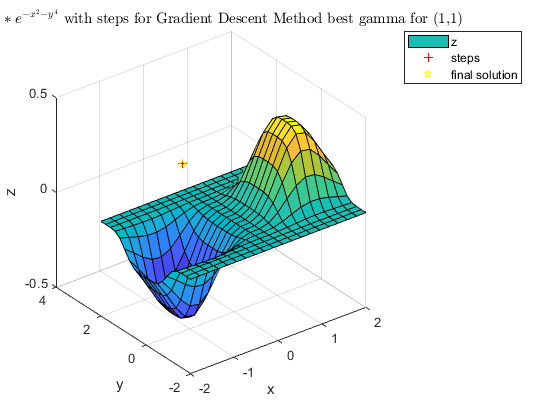 * e^{-x^2-y^4} with steps for Gradient Descent Method best gamma for (1,1)
z
steps
final solution
0.5
0
-0.5
z
4
2
0
-2
y
-2
-1
0
1
2
x